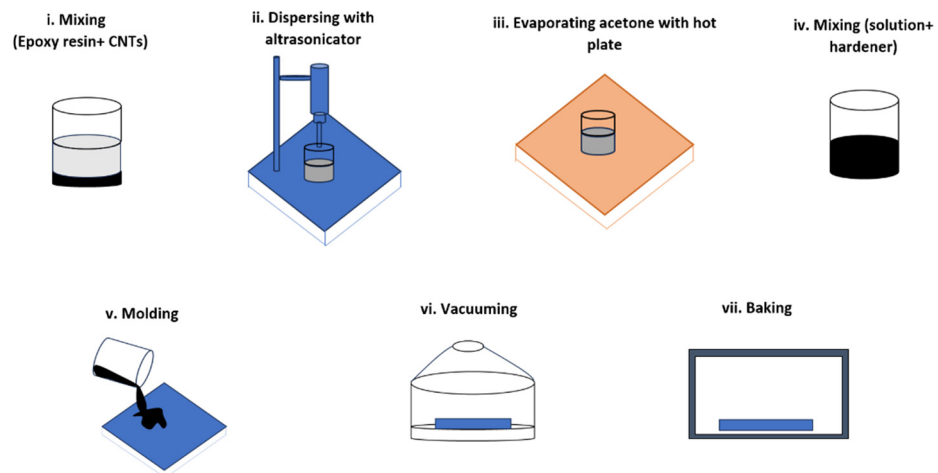 i. Mixing
(Epoxy resin+ CNTs)
ii. Dispersing with
altrasonicator
iii. Evaporating acetone with hot
plate
iv. Mixing (solution+
hardener)
v. Molding
vi. Vacuuming
vii. Baking